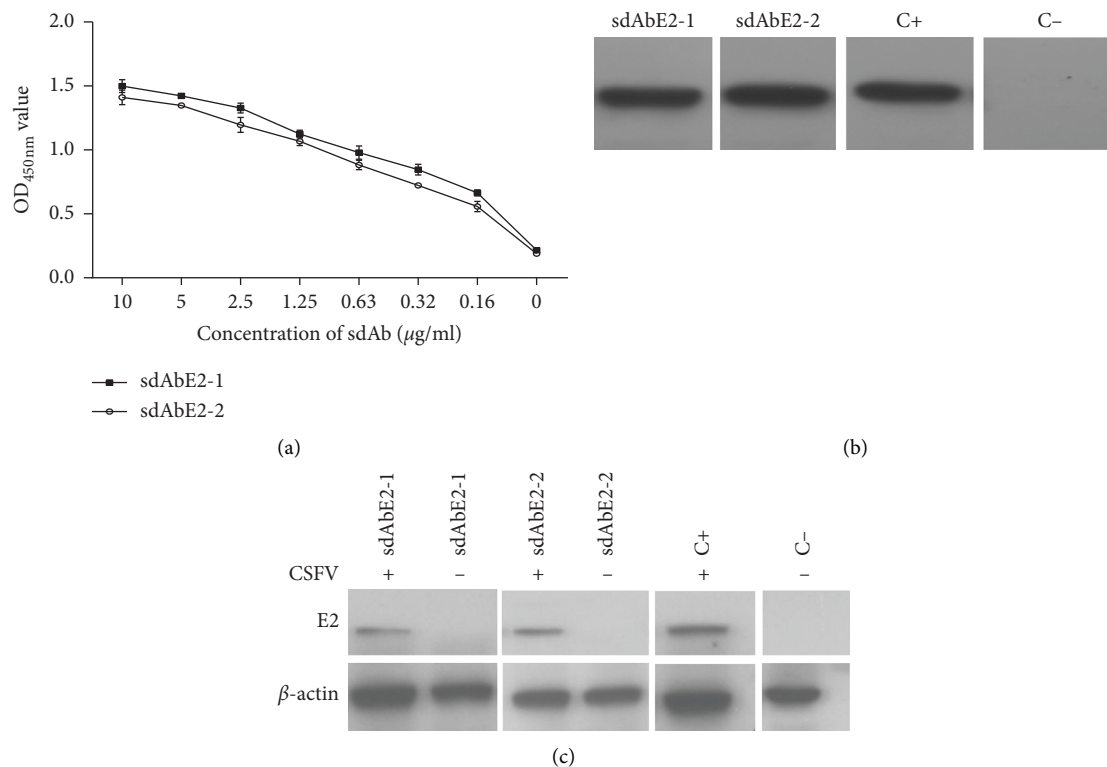 2.0
1.5
1.0
0.5
0.0
OD450nm value
10 5 2.5 1.25 0.63 0.32 0.16 0
Concentration of sdAb (μg/ml)
sdAbE2-1
sdAbE2-2
(a)
sdAbE2-1 sdAbE2-2 C+ C–
(b)
sdAbE2-1 sdAbE2-1 sdAbE2-2 sdAbE2-2 C+ C–
CSFV + – + – + –
E2
β-actin
(c)